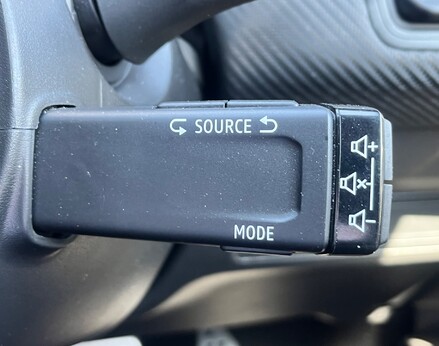 SOURCE
+
-
MODE